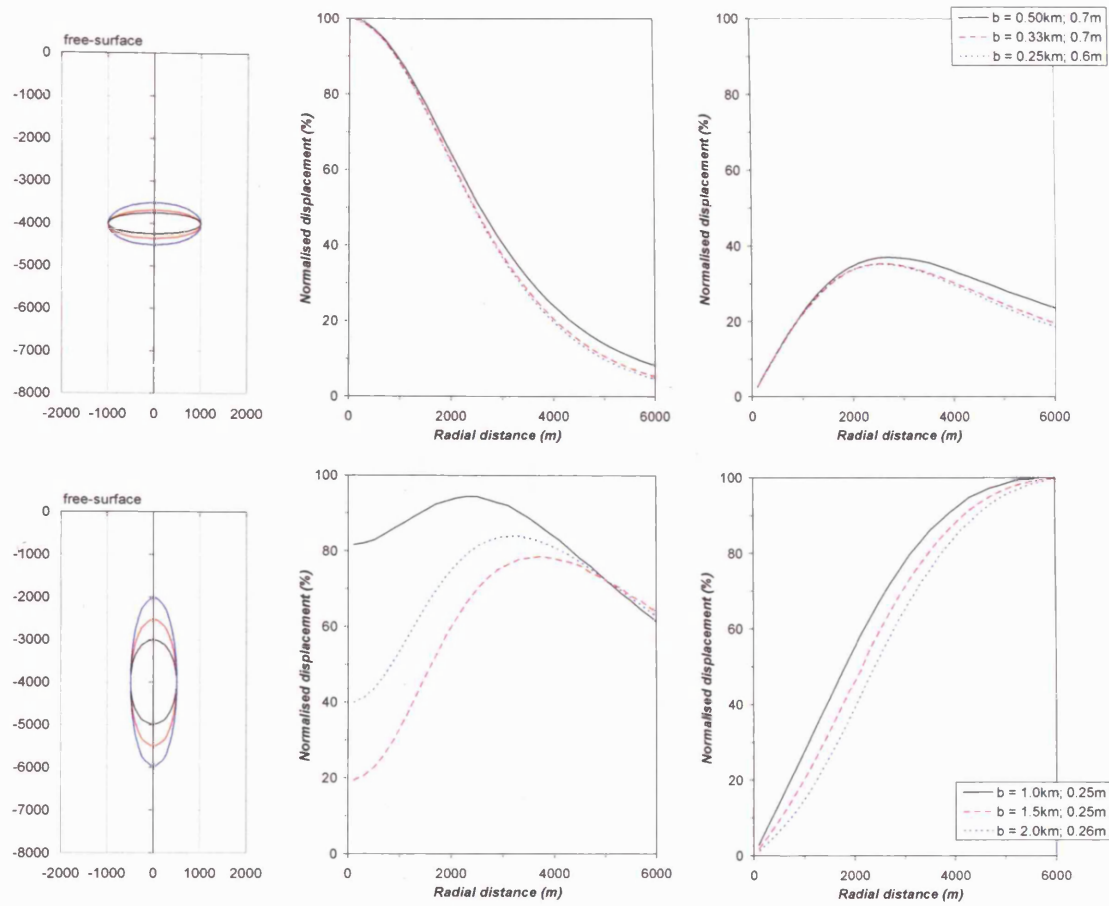 free-surface
0
-1000
-2000
-3000
-4000
-5000
-6000
-7000
-8000
-2000 -1000 0 1000 2000
100
80
60
40
20
0
Normalised displacement (%)
0 2000 4000 6000
Radial distance (m)
100
80
60
40
20
0
Normalised displacement (%)
0 2000 4000 6000
Radial distance (m)
b = 0.50km; 0.7m
b = 0.33km; 0.7m
b = 0.25km; 0.6m
free-surface
0
-1000
-2000
-3000
-4000
-5000
-6000
-7000
-8000
-2000 -1000 0 1000 2000
100
80
60
40
20
0
Normalised displacement (%)
0 2000 4000 6000
Radial distance (m)
100
80
60
40
20
0
Normalised displacement (%)
0 2000 4000 6000
Radial distance (m)
b = 1.0km; 0.25m
b = 1.5km; 0.25m
b = 2.0km; 0.26m